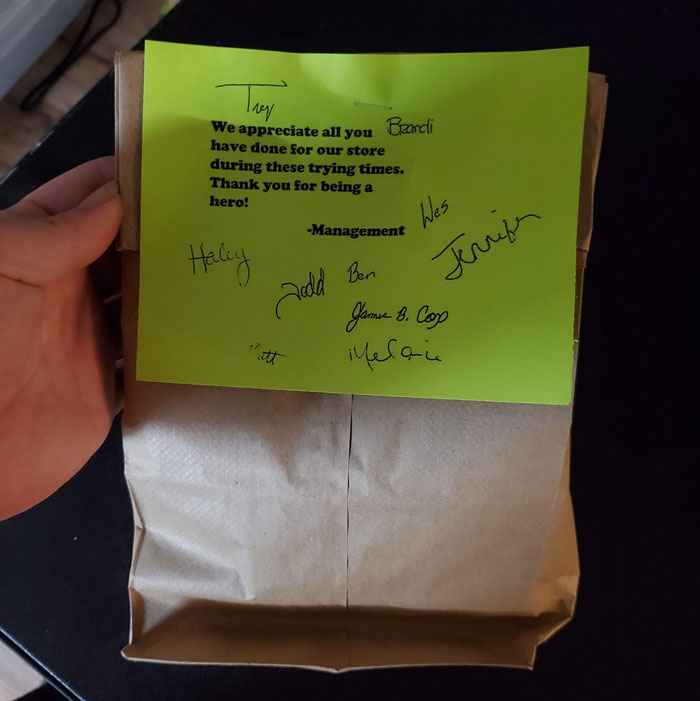 Trey
Brandi
We appreciate all you
have done for our store
during these trying times.
Thank you for being a
hero!
-Management
Wes
Jennifer
Haley
Todd
Ben
James B. Coop
Melanie